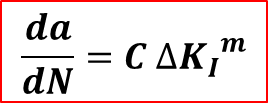 da/dN = C ΔK_I^m